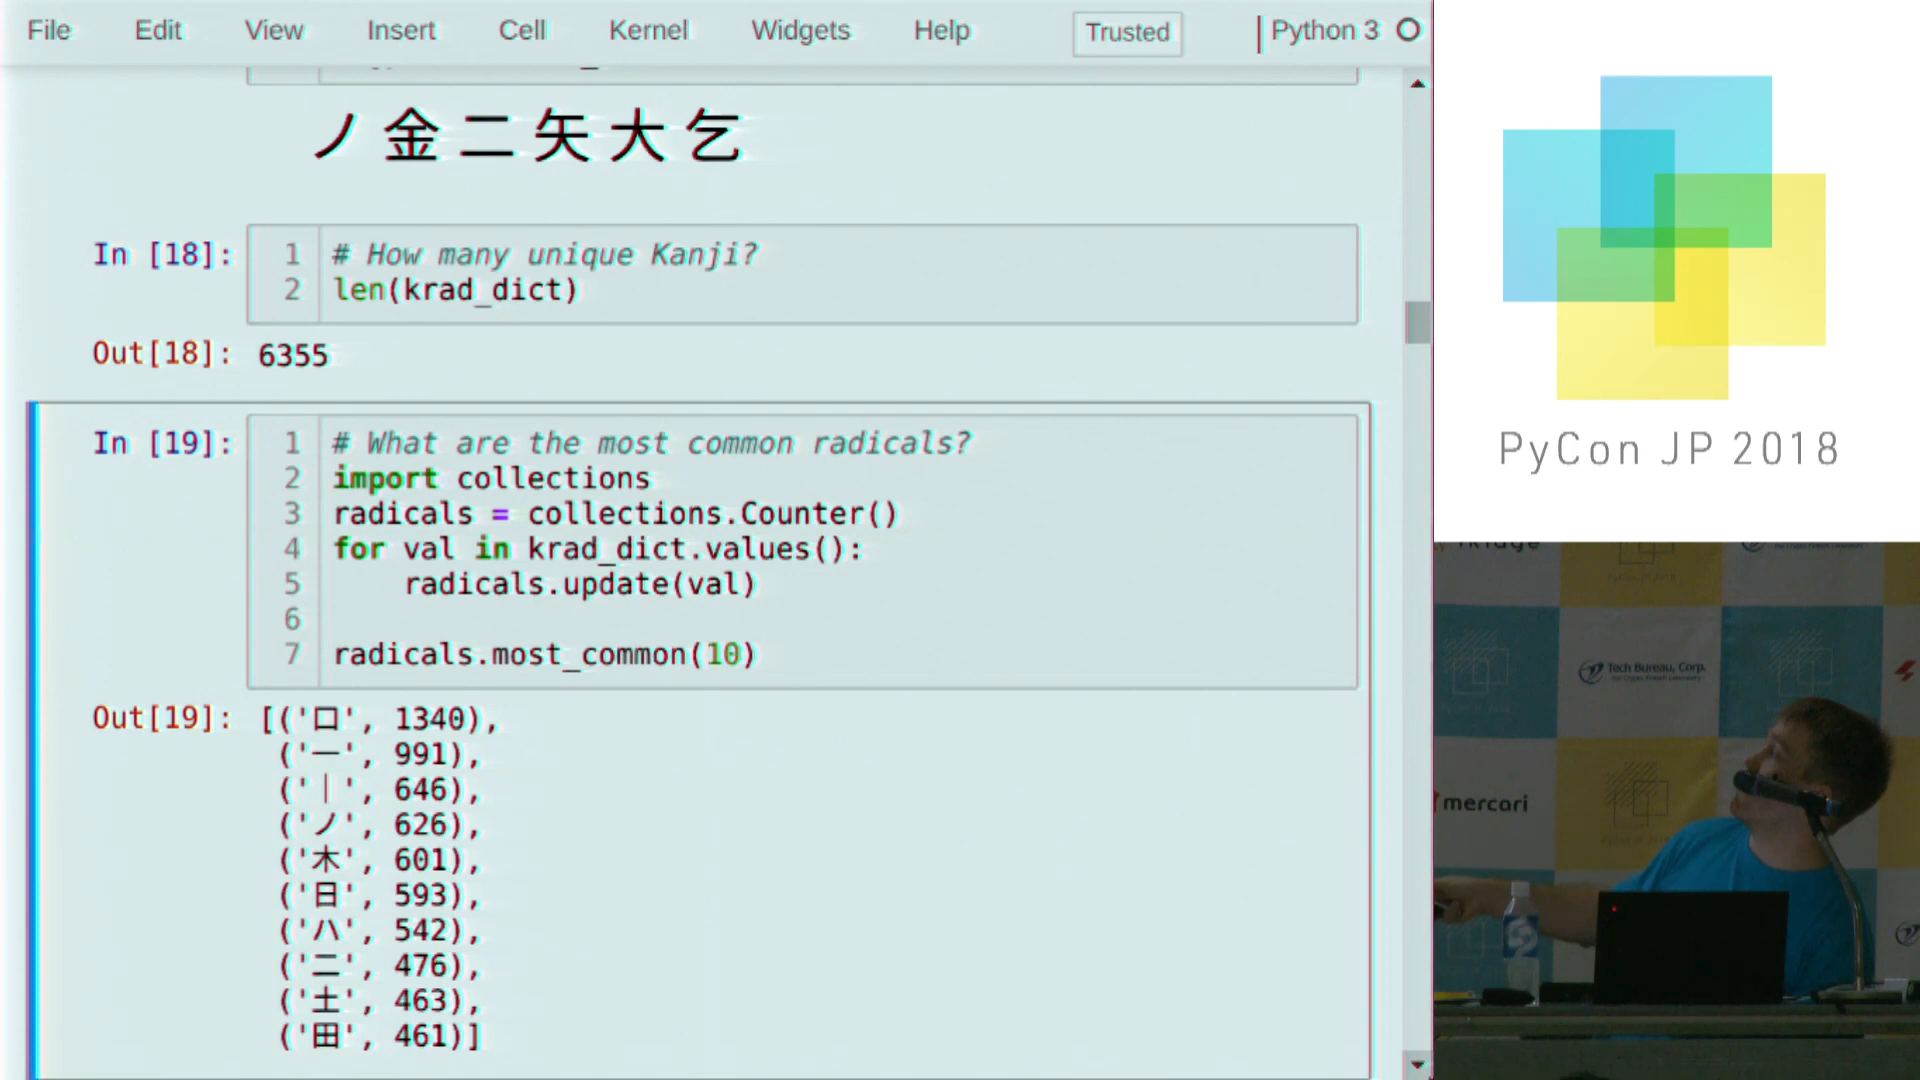 File Edit View Insert Cell Kernel Widgets Help Trusted Python 3
ノ 金 二 矢 大 乞
In [18]:
1 # How many unique Kanji?
2 len(krad_dict)
Out[18]: 6355
In [19]:
1 # What are the most common radicals?
2 import collections
3 radicals = collections.Counter()
4 for val in krad_dict.values():
5 radicals.update(val)
6
7 radicals.most_common(10)
Out[19]: [('口', 1340),
('一', 991),
('｜', 646),
('ノ', 626),
('木', 601),
('日', 593),
('ハ', 542),
('二', 476),
('土', 463),
('田', 461)]
PyCon JP 2018
Tech Bureau, Corp.
mercari